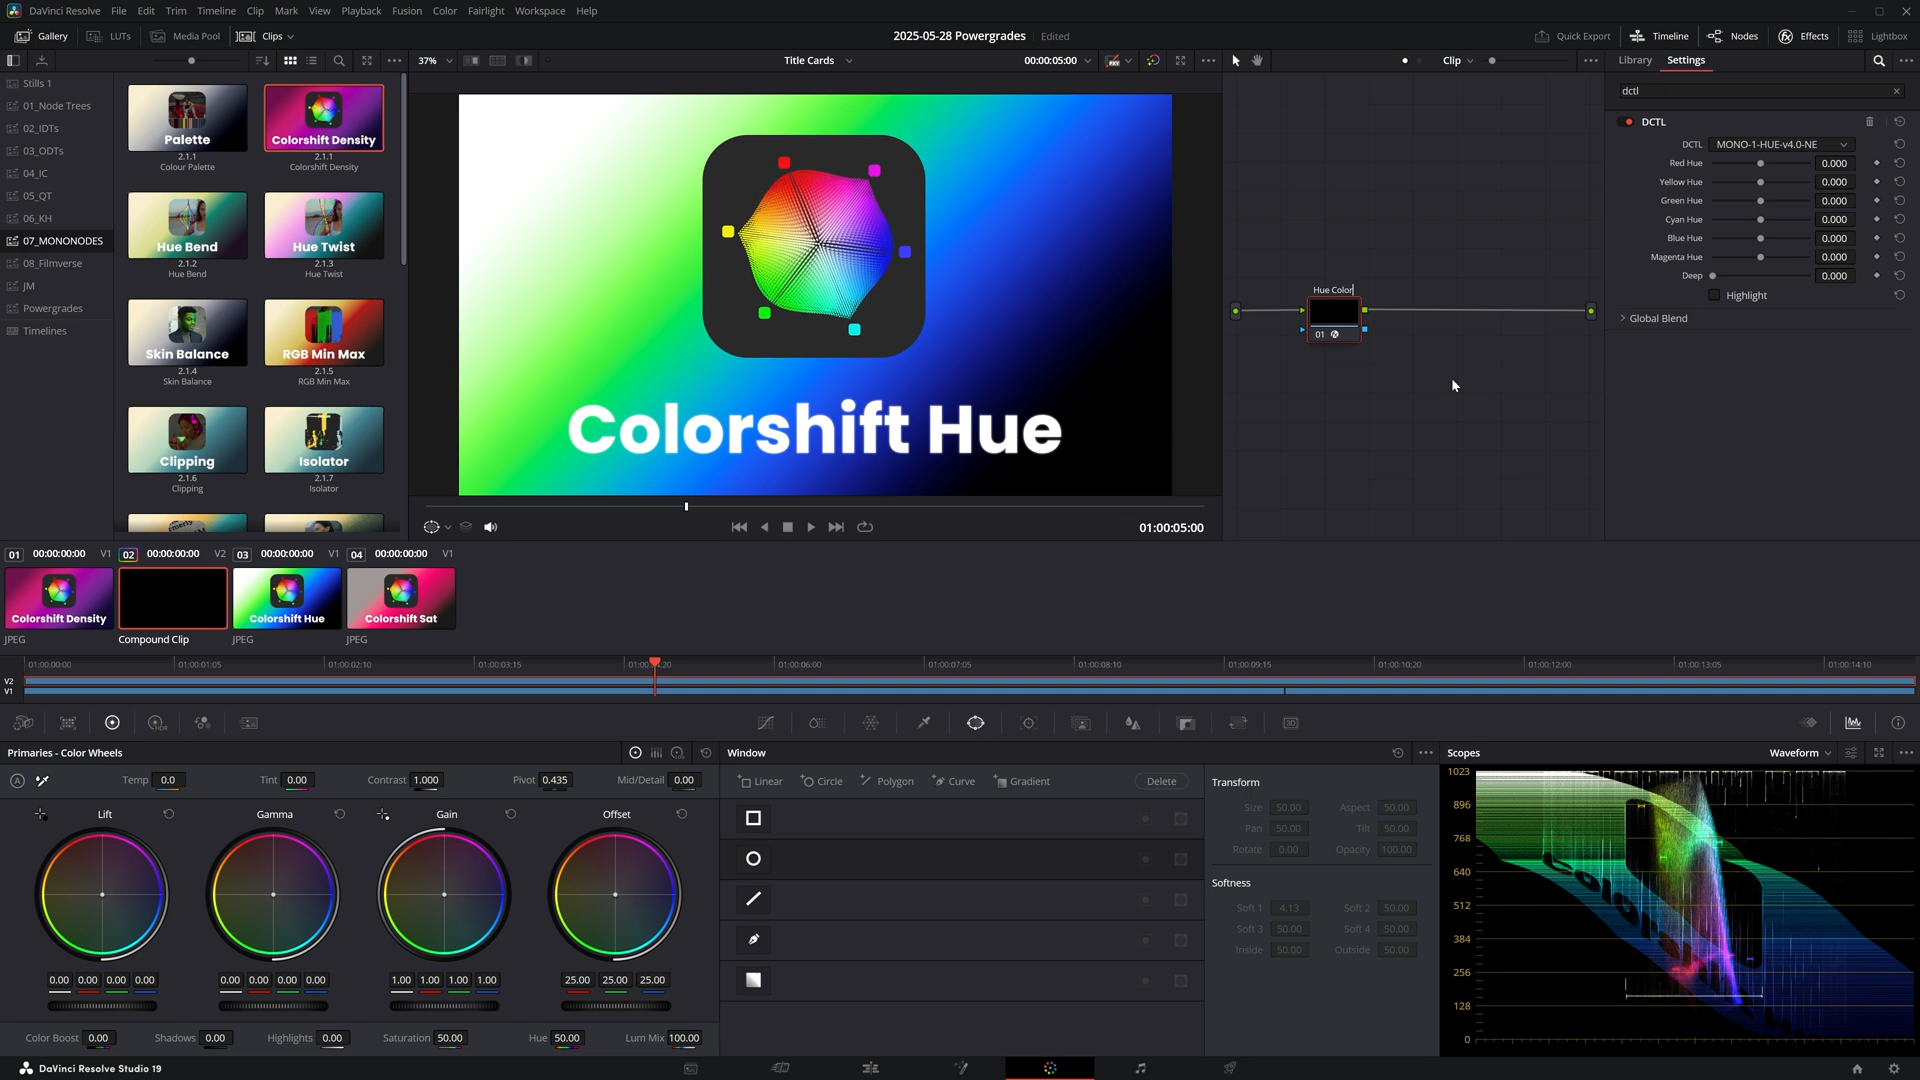 DaVinci Resolve File Edit Trim Timeline Clip Mark View Playback Fusion Color Fairlight Workspace Help
Gallery LUTs Media Pool Clips 2025-05-28 Powergrades Edited Quick Export Timeline Nodes Effects Lightbox
37% Title Cards 00:00:05:00 Clip Library Settings
Stills 1
01_Node Trees
02_IDTs
03_ODTs
04_IC
05_QT
06_KH
07_MONONODES
08_Filmverse
JM
Powergrades
Timelines
Palette
2.1.1
Colour Palette
Colorshift Density
2.1.1
Colorshift Density
Hue Bend
2.1.2
Hue Bend
Hue Twist
2.1.3
Hue Twist
Skin Balance
2.1.4
Skin Balance
RGB Min Max
2.1.5
RGB Min Max
Clipping
2.1.6
Clipping
Isolator
2.1.7
Isolator
Colorshift Hue
01:00:05:00
Hue Color
01
dctl
DCTL
DCTL MONO-1-HUE-v4.0-NE
Red Hue 0.000
Yellow Hue 0.000
Green Hue 0.000
Cyan Hue 0.000
Blue Hue 0.000
Magenta Hue 0.000
Deep 0.000
Highlight
Global Blend
01 00:00:00:00 V1 02 00:00:00:00 V2 03 00:00:00:00 V1 04 00:00:00:00 V1
Colorshift Density
Colorshift Hue
Colorshift Sat
JPEG Compound Clip JPEG JPEG
01:00:00:00 01:00:01:05 01:00:02:10 01:00:03:15 01:00:06:00 01:00:07:05 01:00:08:10 01:00:09:15 01:00:10:20 01:00:12:00 01:00:13:05 01:00:14:10
V2
V1
Primaries - Color Wheels
Temp 0.0 Tint 0.00 Contrast 1.000 Pivot 0.435 Mid/Detail 0.00
Lift Gamma Gain Offset
0.00 0.00 0.00 0.00 0.00 0.00 0.00 0.00 1.00 1.00 1.00 1.00 25.00 25.00 25.00
Color Boost 0.00 Shadows 0.00 Highlights 0.00 Saturation 50.00 Hue 50.00 Lum Mix 100.00
Window
Linear Circle Polygon Curve Gradient Delete
Transform
Size 50.00 Aspect 50.00
Pan 50.00 Tilt 50.00
Rotate 0.00 Opacity 100.00
Softness
Soft 1 4.13 Soft 2 50.00
Soft 3 50.00 Soft 4 50.00
Inside 50.00 Outside 50.00
Scopes Waveform
1023
896
768
640
512
384
256
128
0
DaVinci Resolve Studio 19